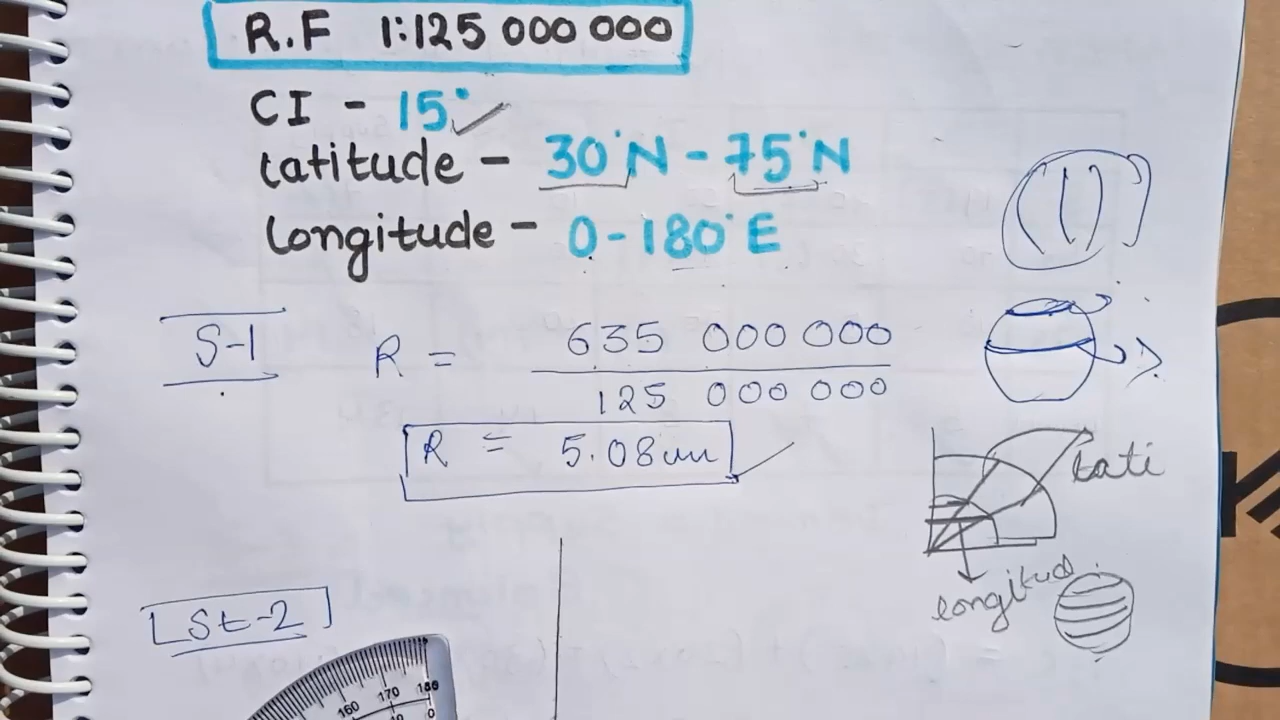 R.F 1:125 000 000
CI - 15°
Latitude - 30°N - 75°N
Longitude - 0-180°E
S-1
R = 635 000 000
125 000 000
R = 5.08cm
Lati
Longitud
St-2
160 170 180
0